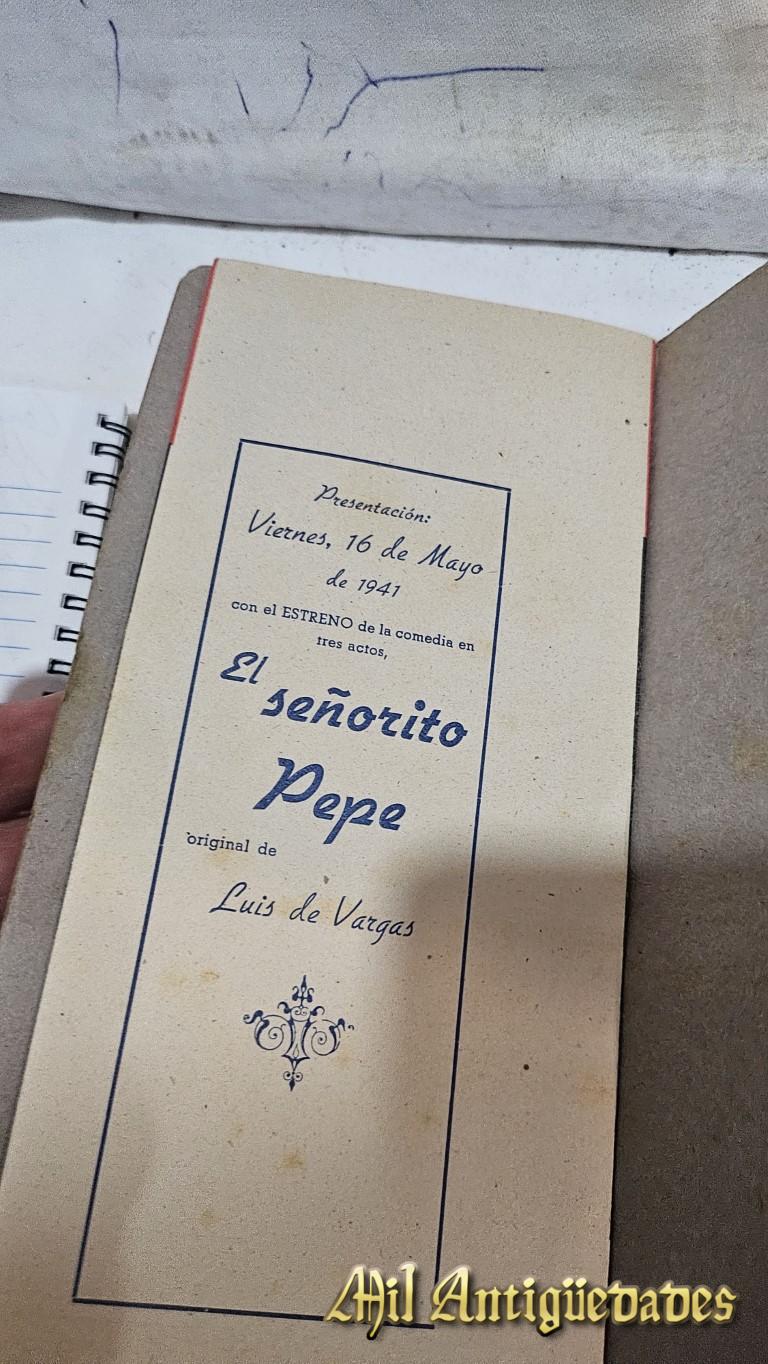 Presentación:
Viernes, 16 de Mayo
de 1941
con el ESTRENO de la comedia en
tres actos,
El
señorito
Pepe
original de
Luis de Vargas
Mil Antigüedades